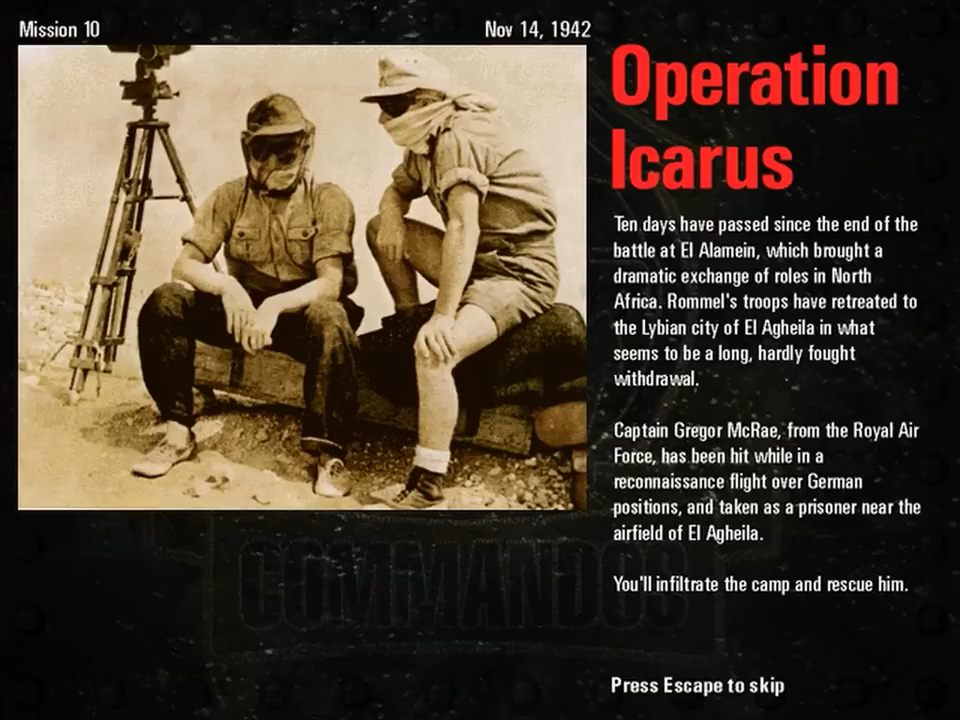 Mission 10
Nov 14, 1942
Operation
Icarus
Ten days have passed since the end of the
battle at El Alamein, which brought a
dramatic exchange of roles in North
Africa. Rommel's troops have retreated to
the Lybian city of El Agheila in what
seems to be a long, hardly fought
withdrawal.
Captain Gregor McRae, from the Royal Air
Force, has been hit while in a
reconnaissance flight over German
positions, and taken as a prisoner near the
airfield of El Agheila.
You'll infiltrate the camp and rescue him.
COMMANDOS
Press Escape to skip